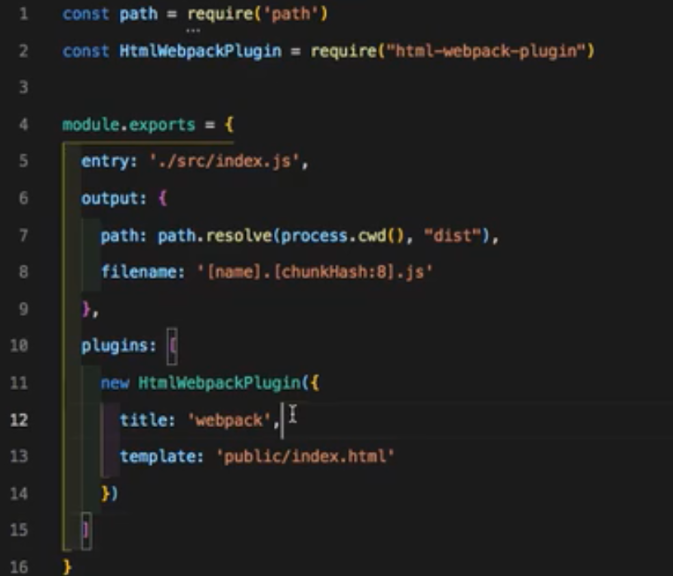 1 const path = require('path')
2 const HtmlWebpackPlugin = require("html-webpack-plugin")
3
4 module.exports = {
5 entry: './src/index.js',
6 output: {
7 path: path.resolve(process.cwd(), "dist"),
8 filename: '[name].[chunkHash:8].js'
9 },
10 plugins: [
11 new HtmlWebpackPlugin({
12 title: 'webpack',
13 template: 'public/index.html'
14 })
15 ]
16 }